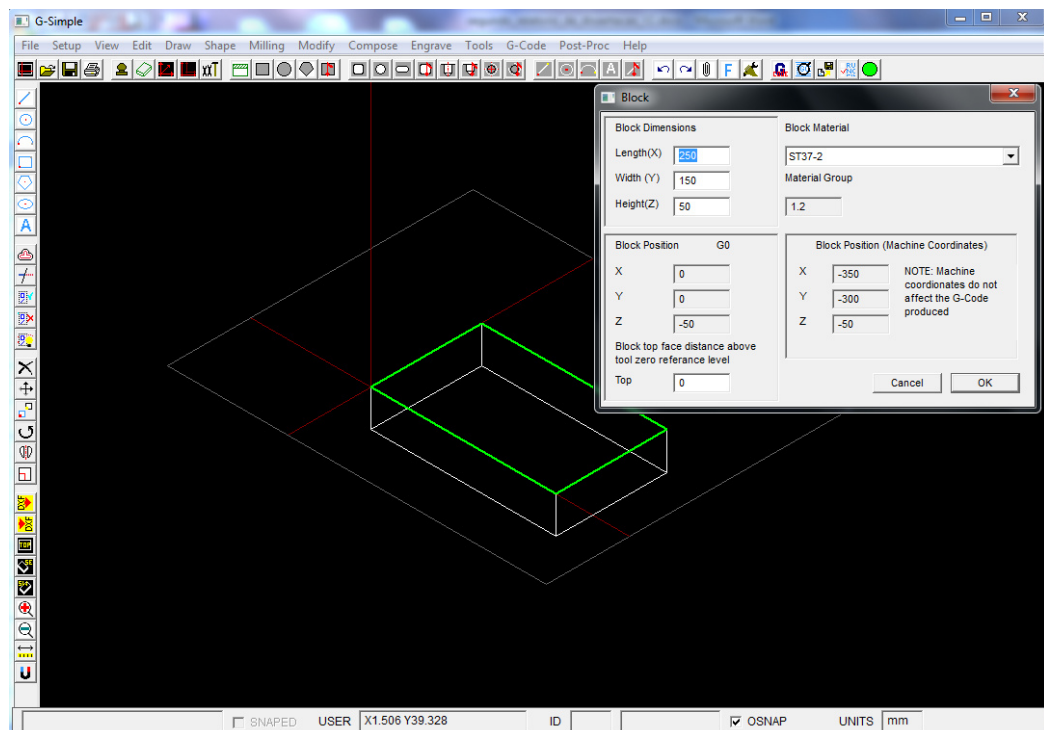 G-Simple
File Setup View Edit Draw Shape Milling Modify Compose Engrave Tools G-Code Post-Proc Help
Block
Block Dimensions
Length(X) 250
Width (Y) 150
Height(Z) 50
Block Material
ST37-2
Material Group
1.2
Block Position G0
X 0
Y 0
Z -50
Block top face distance above
tool zero referance level
Top 0
Block Position (Machine Coordinates)
X -350
Y -300
Z -50
NOTE: Machine
coordinates do not
affect the G-Code
produced
Cancel OK
SNAPED USER X1.506 Y39.328 ID OSNAP UNITS mm